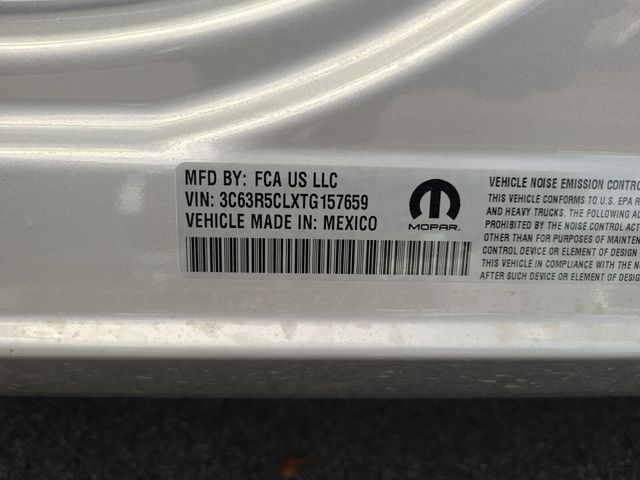 MFD BY: FCA US LLC
VIN: 3C63R5CLXTG157659
VEHICLE MADE IN: MEXICO
MOPAR
VEHICLE NOISE EMISSION CONTRO
THIS VEHICLE CONFORMS TO U.S. EPA R
AND HEAVY TRUCKS. THE FOLLOWING AC
PROHIBITED BY THE NOISE CONTROL ACT
OTHER THAN FOR PURPOSES OF MAINTEN
CONTROL DEVICE OR ELEMENT OF DESIGN
THIS VEHICLE IN COMPLIANCE WITH THE NO
AFTER SUCH DEVICE OR ELEMENT OF DESIG